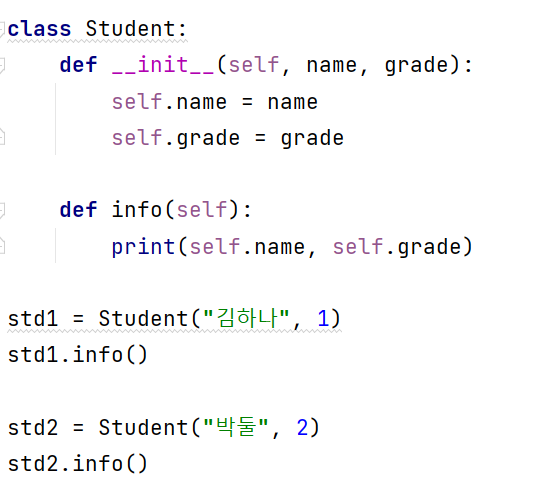 class Student:
    def __init__(self, name, grade):
        self.name = name
        self.grade = grade

    def info(self):
        print(self.name, self.grade)

std1 = Student("김하나", 1)
std1.info()

std2 = Student("박둘", 2)
std2.info()